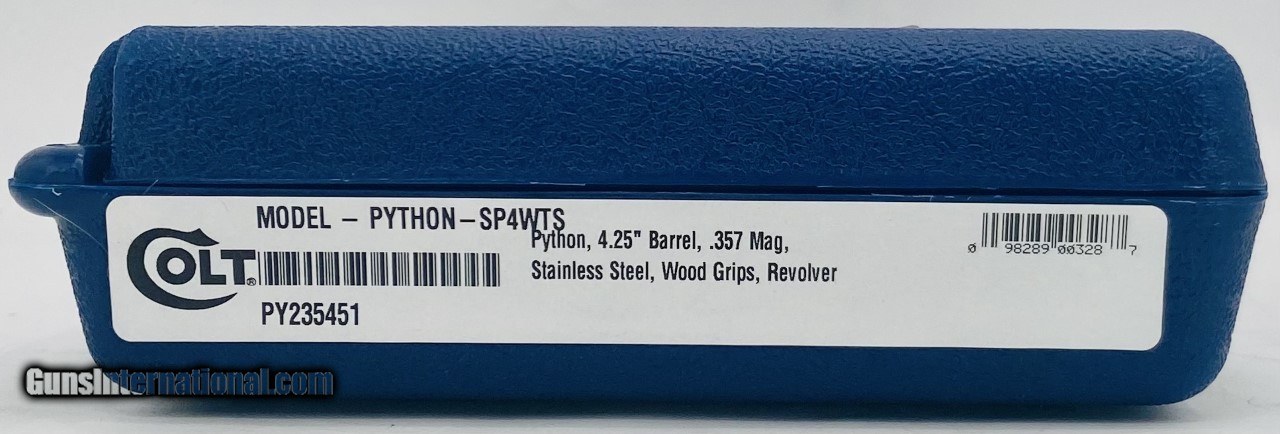 MODEL - PYTHON-SP4WTS
COLT®
Python, 4.25" Barrel, .357 Mag,
Stainless Steel, Wood Grips, Revolver
PY235451
0 98289 00328 7
GunsInternational.com